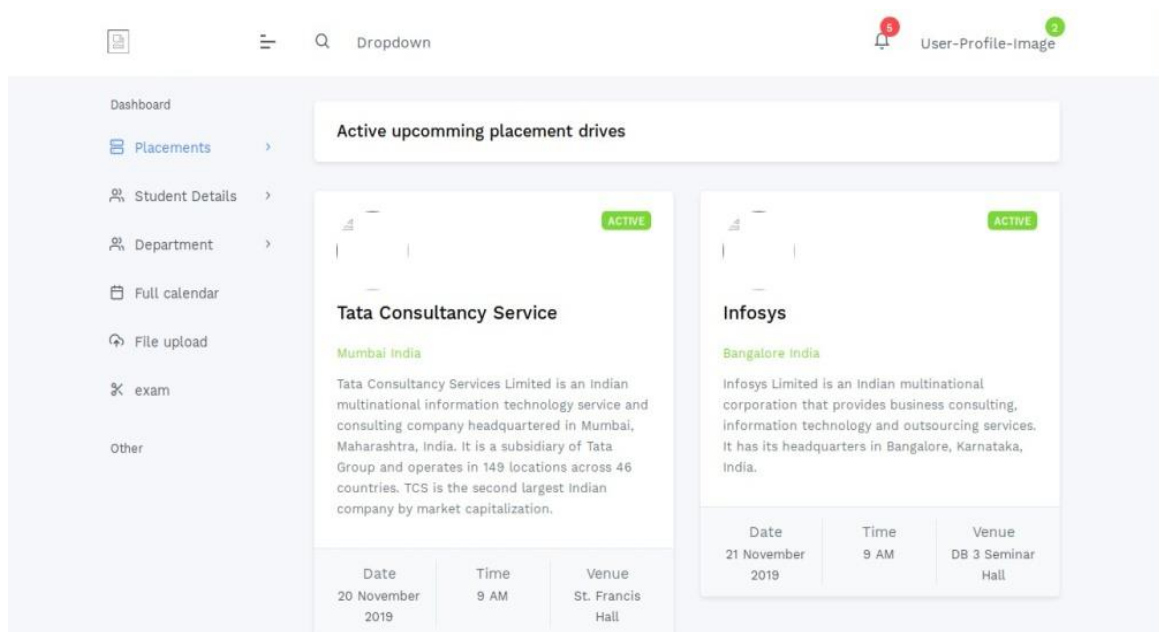 Dropdown
5
User-Profile-Image
2
Dashboard
Placements
Student Details
Department
Full calendar
File upload
exam
Other
Active upcomming placement drives
ACTIVE
Tata Consultancy Service
Mumbai India
Tata Consultancy Services Limited is an Indian
multinational information technology service and
consulting company headquartered in Mumbai,
Maharashtra, India. It is a subsidiary of Tata
Group and operates in 149 locations across 46
countries. TCS is the second largest Indian
company by market capitalization.
Date
20 November
2019
Time
9 AM
Venue
St. Francis
Hall
ACTIVE
Infosys
Bangalore India
Infosys Limited is an Indian multinational
corporation that provides business consulting,
information technology and outsourcing services.
It has its headquarters in Bangalore, Karnataka,
India.
Date
21 November
2019
Time
9 AM
Venue
DB 3 Seminar
Hall